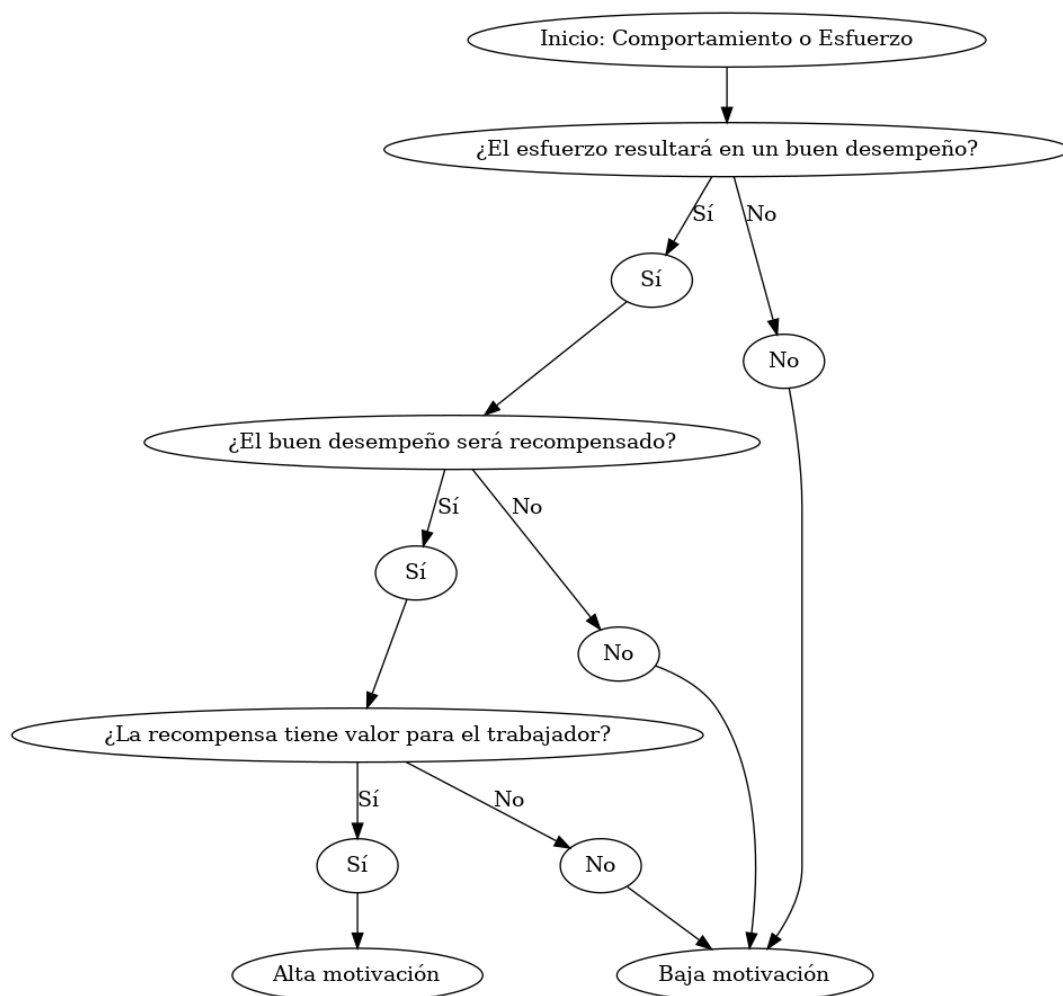 Inicio: Comportamiento o Esfuerzo
¿El esfuerzo resultará en un buen desempeño?
Sí
No
Sí
No
¿El buen desempeño será recompensado?
Sí
No
Sí
No
¿La recompensa tiene valor para el trabajador?
Sí
No
Sí
No
Alta motivación
Baja motivación